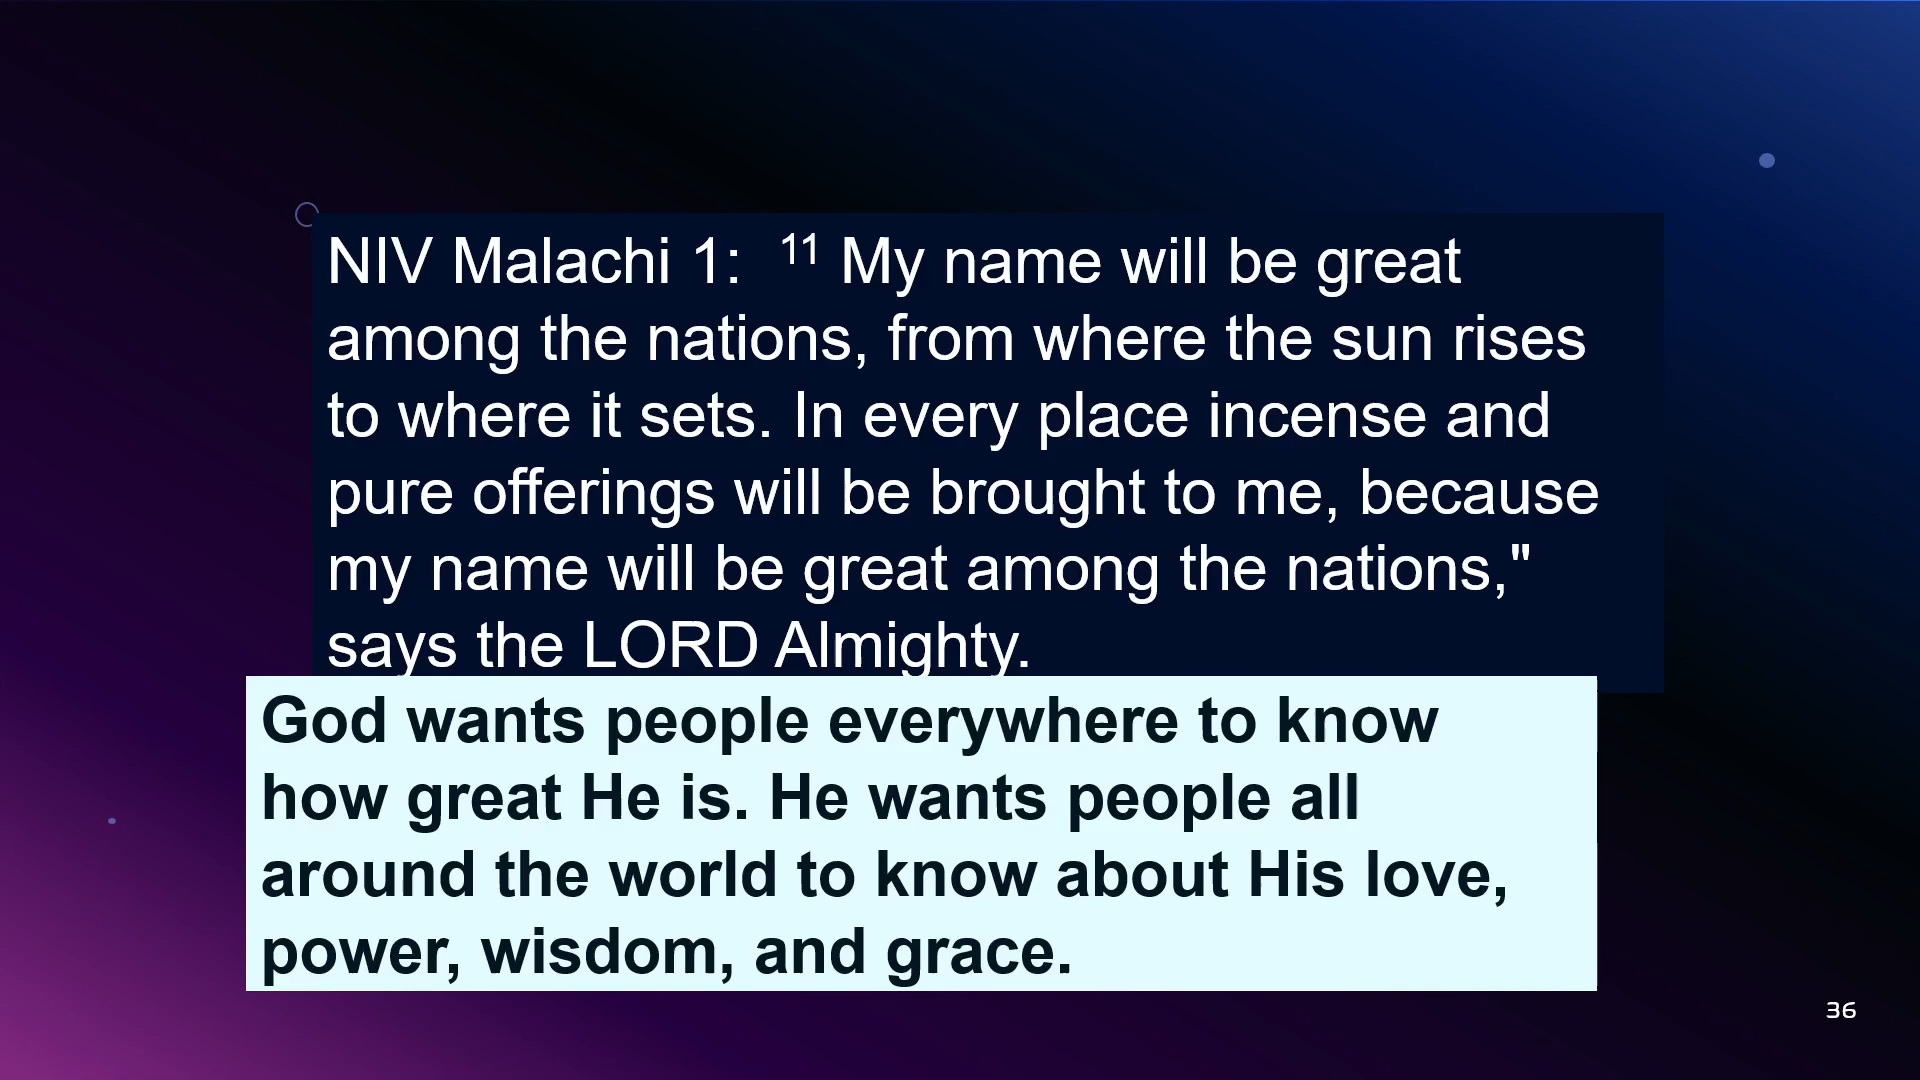 NIV Malachi 1:  11 My name will be great
among the nations, from where the sun rises
to where it sets. In every place incense and
pure offerings will be brought to me, because
my name will be great among the nations,"
says the LORD Almighty.
God wants people everywhere to know
how great He is. He wants people all
around the world to know about His love,
power, wisdom, and grace.
36